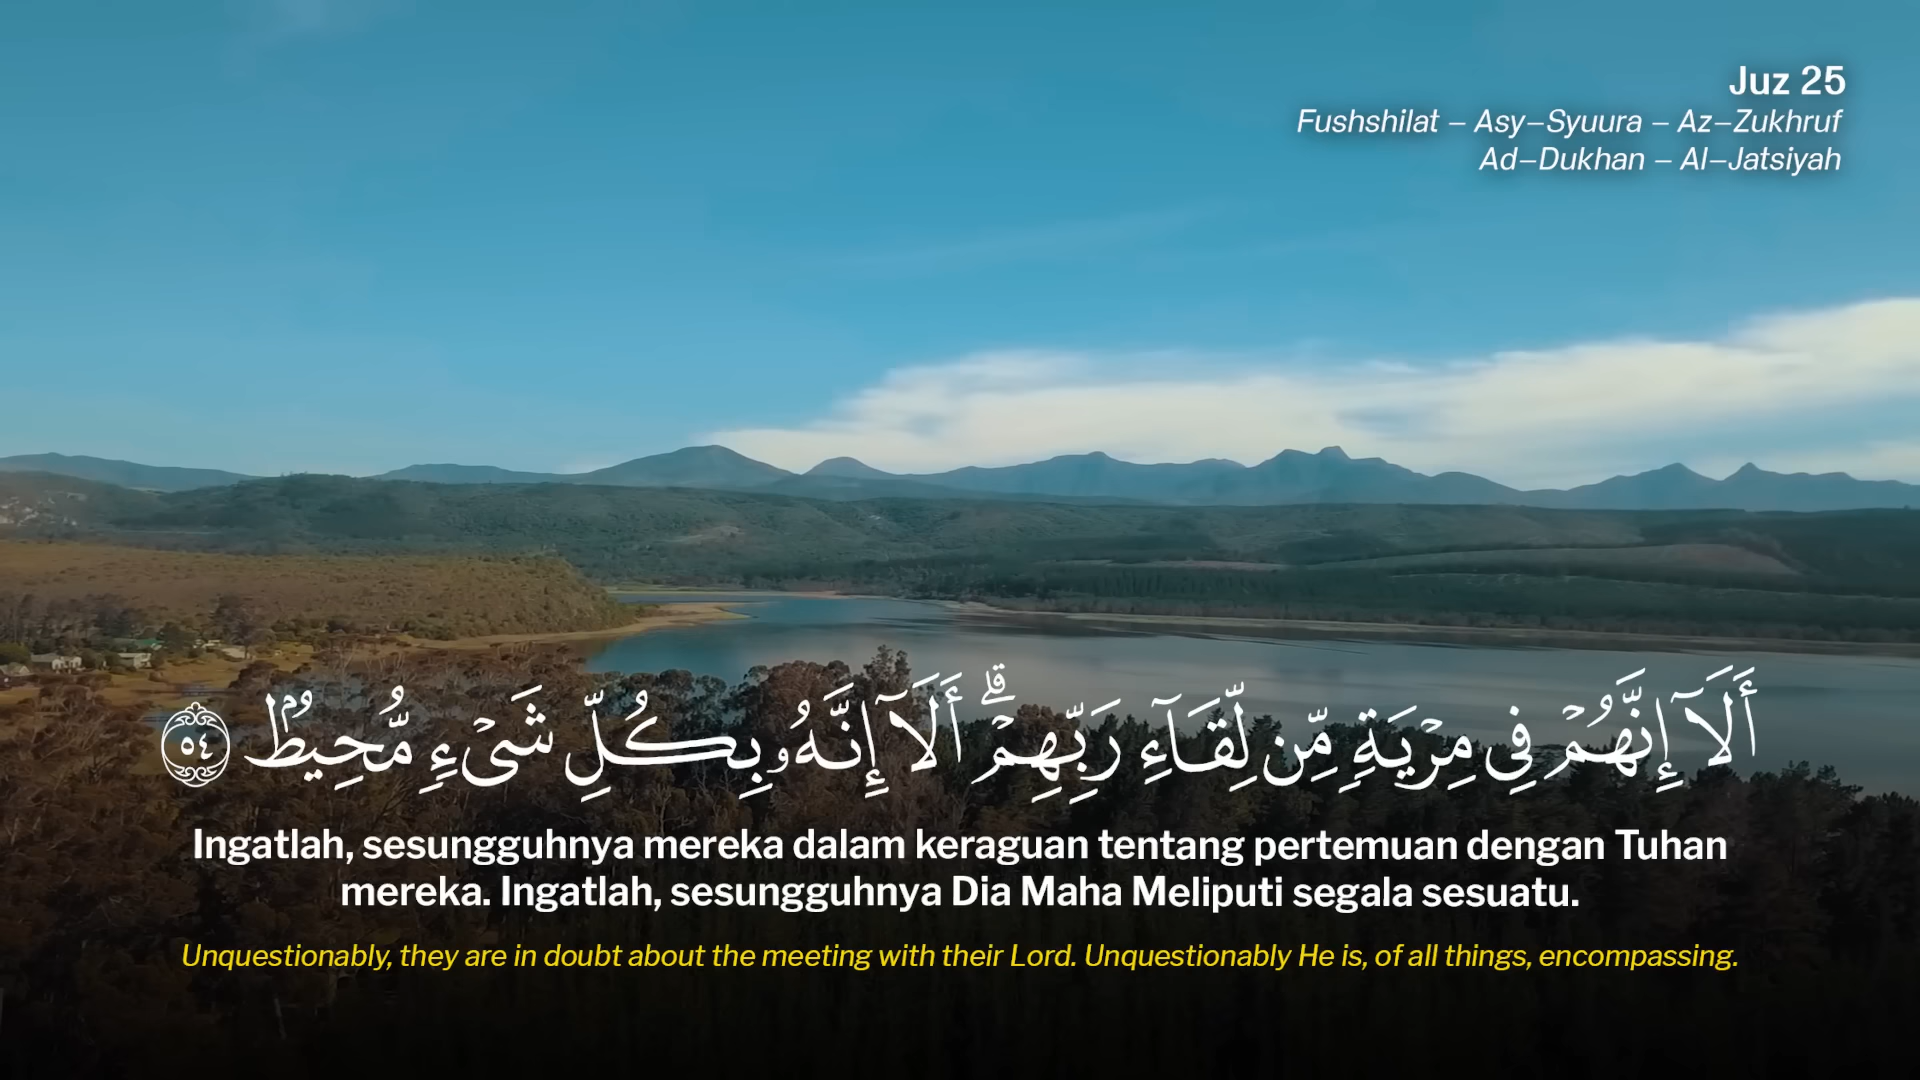 Juz 25
Fushshilat – Asy–Syuura – Az–Zukhruf
Ad–Dukhan – Al–Jatsiyah
أَلَآ إِنَّهُمْ فِى مِرْيَةٍ مِّن لِّقَآءِ رَبِّهِمْ ۗ أَلَآ إِنَّهُۥ بِكُلِّ شَىْءٍ مُّحِيطٌۢ ٥٤
Ingatlah, sesungguhnya mereka dalam keraguan tentang pertemuan dengan Tuhan
mereka. Ingatlah, sesungguhnya Dia Maha Meliputi segala sesuatu.
Unquestionably, they are in doubt about the meeting with their Lord. Unquestionably He is, of all things, encompassing.